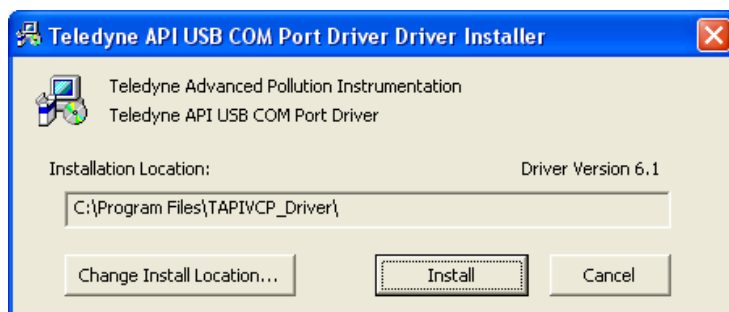 Teledyne API USB COM Port Driver Driver Installer
Teledyne Advanced Pollution Instrumentation
Teledyne API USB COM Port Driver
Installation Location: Driver Version 6.1
C:\Program Files\TAPIVCP_Driver\
Change Install Location... Install Cancel